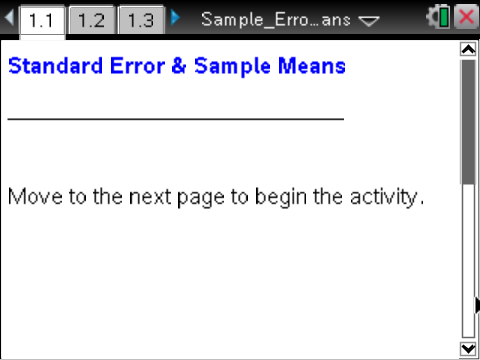 1.1 1.2 1.3 Sample_Erro...ans
Standard Error & Sample Means
Move to the next page to begin the activity.